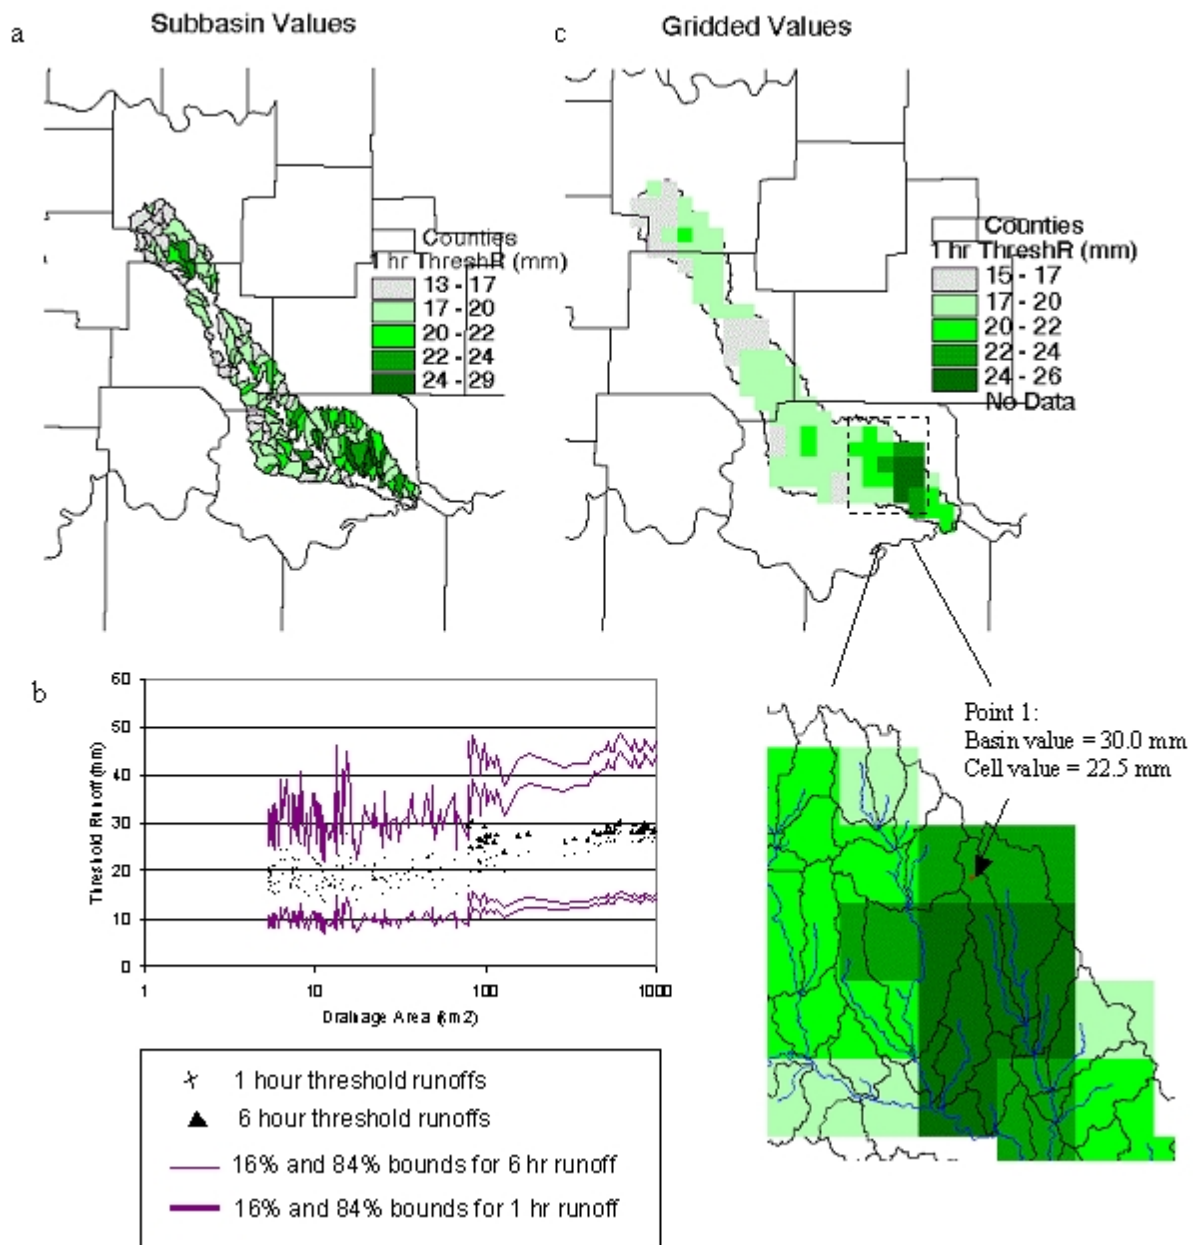 a
Subbasin Values
Counties
1 hr ThreshR (mm)
13 - 17
17 - 20
20 - 22
22 - 24
24 - 29
c
Gridded Values
Counties
1 hr ThreshR (mm)
15 - 17
17 - 20
20 - 22
22 - 24
24 - 26
No Data
b
Threshold Runoff (mm)
60
50
40
30
20
10
0
1
10
100
1000
Drainage Area (km2)
1 hour threshold runoffs
6 hour threshold runoffs
16% and 84% bounds for 6 hr runoff
16% and 84% bounds for 1 hr runoff
Point 1:
Basin value = 30.0 mm
Cell value = 22.5 mm